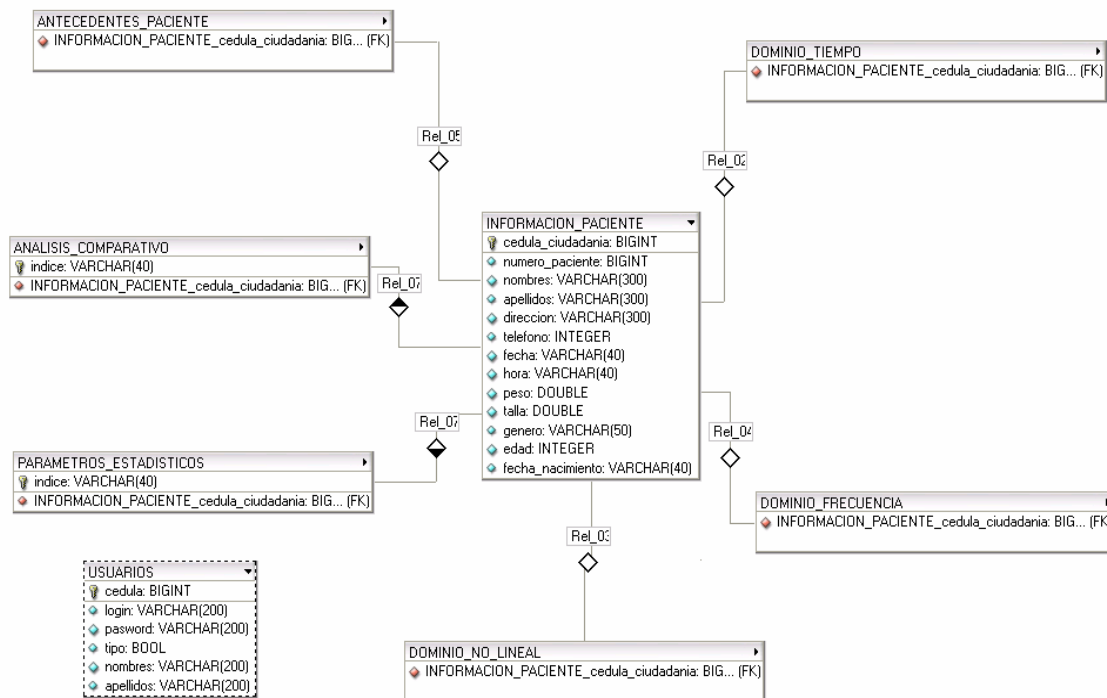 ANTECEDENTES_PACIENTE
INFORMACION_PACIENTE_cedula_ciudadania: BIG... (FK)
DOMINIO_TIEMPO
INFORMACION_PACIENTE_cedula_ciudadania: BIG... (FK)
Rel_05
Rel_02
INFORMACION_PACIENTE
cedula_ciudadania: BIGINT
numero_paciente: BIGINT
nombres: VARCHAR(300)
apellidos: VARCHAR(300)
direccion: VARCHAR(300)
telefono: INTEGER
fecha: VARCHAR(40)
hora: VARCHAR(40)
peso: DOUBLE
talla: DOUBLE
genero: VARCHAR(50)
edad: INTEGER
fecha_nacimiento: VARCHAR(40)
ANALISIS_COMPARATIVO
indice: VARCHAR(40)
INFORMACION_PACIENTE_cedula_ciudadania: BIG... (FK)
Rel_07
Rel_07
Rel_04
PARAMETROS_ESTADISTICOS
indice: VARCHAR(40)
INFORMACION_PACIENTE_cedula_ciudadania: BIG... (FK)
DOMINIO_FRECUENCIA
INFORMACION_PACIENTE_cedula_ciudadania: BIG... (FK
Rel_03
USUARIOS
cedula: BIGINT
login: VARCHAR(200)
pasword: VARCHAR(200)
tipo: BOOL
nombres: VARCHAR(200)
apellidos: VARCHAR(200)
DOMINIO_NO_LINEAL
INFORMACION_PACIENTE_cedula_ciudadania: BIG... (FK)